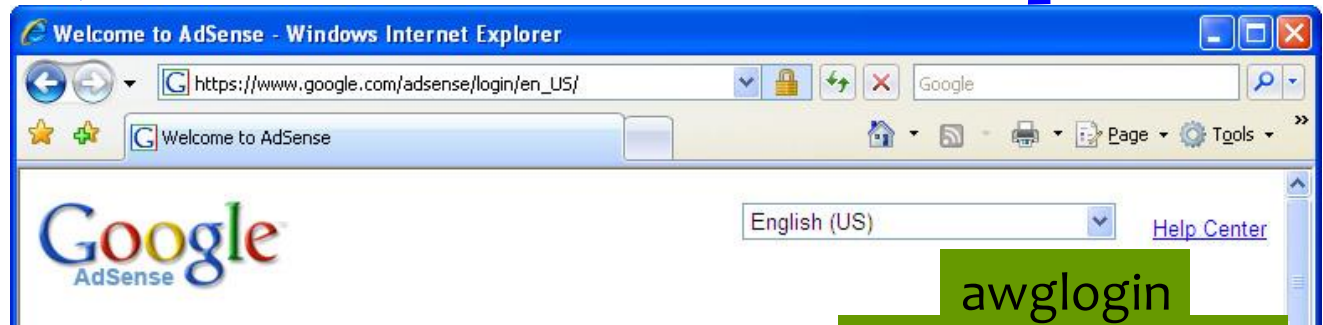 Welcome to AdSense - Windows Internet Explorer
https://www.google.com/adsense/login/en_US/
Google
Welcome to AdSense
Page
Tools
Google
AdSense
English (US)
Help Center
awglogin